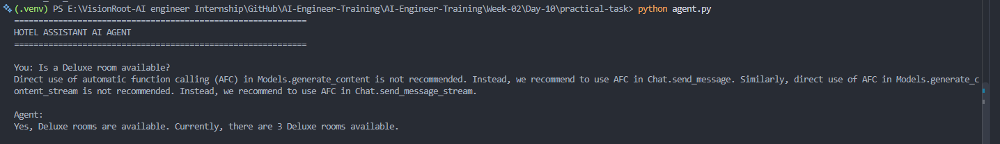 (.venv) PS E:\VisionRoot-AI engineer Internship\GitHub\AI-Engineer-Training\AI-Engineer-Training\Week-02\Day-10\practical-task> python agent.py
============================================================
HOTEL ASSISTANT AI AGENT
============================================================
You: Is a Deluxe room available?
Direct use of automatic function calling (AFC) in Models.generate_content is not recommended. Instead, we recommend to use AFC in Chat.send_message. Similarly, direct use of AFC in Models.generate_c
ontent_stream is not recommended. Instead, we recommend to use AFC in Chat.send_message_stream.
Agent:
Yes, Deluxe rooms are available. Currently, there are 3 Deluxe rooms available.